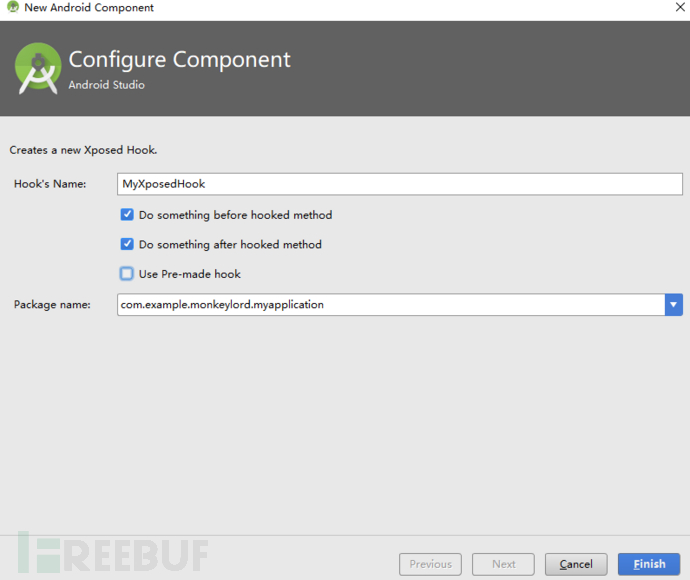 New Android Component
Configure Component
Android Studio
Creates a new Xposed Hook.
Hook's Name: MyXposedHook
Do something before hooked method
Do something after hooked method
Use Pre-made hook
Package name: com.example.monkeylord.myapplication
FREEBUF
Previous Next Cancel Finish